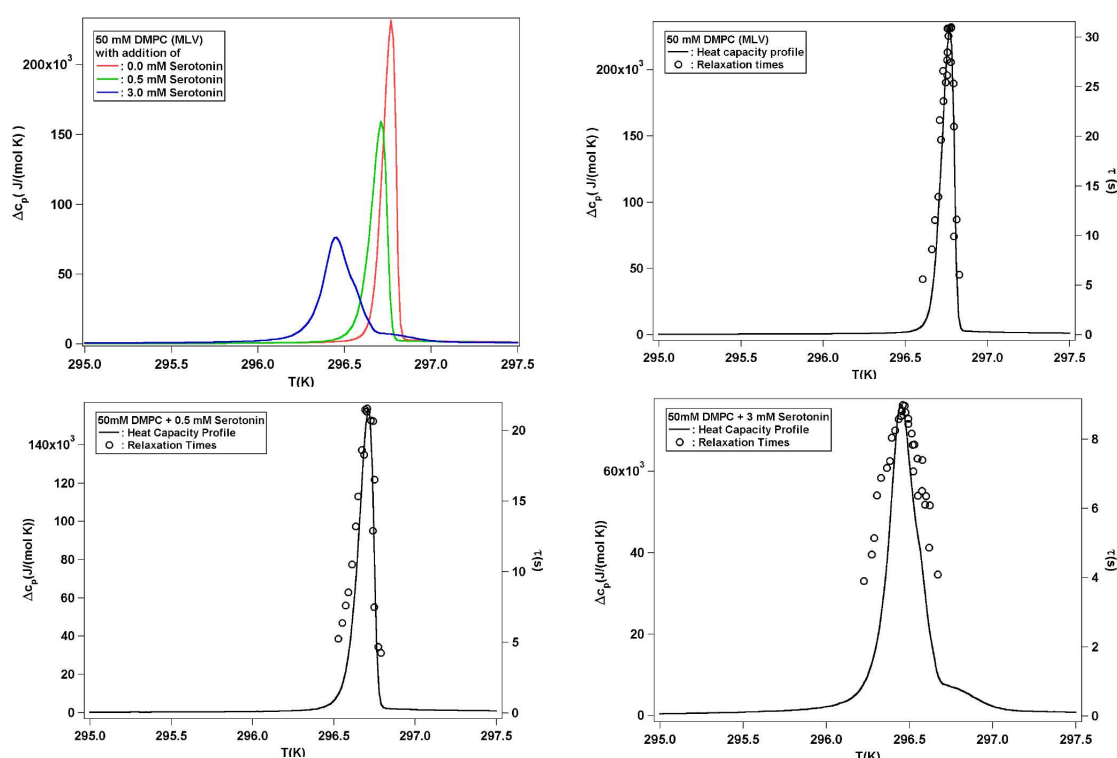 50 mM DMPC (MLV)
with addition of
: 0.0 mM Serotonin
: 0.5 mM Serotonin
: 3.0 mM Serotonin
200x10³
150
100
50
0
Δcp( J/(mol K) )
295.0
295.5
296.0
296.5
297.0
297.5
T(K)
50 mM DMPC (MLV)
: Heat capacity profile
: Relaxation times
200x10³
150
100
50
0
Δcp( J/(mol K) )
30
25
20
15
10
5
0
τ (s)
295.0
295.5
296.0
296.5
297.0
297.5
T(K)
50mM DMPC + 0.5 mM Serotonin
: Heat Capacity Profile
: Relaxation Times
140x10³
120
100
80
60
40
20
0
Δcp(J/(mol K))
20
15
10
5
0
τ(s)
295.0
295.5
296.0
296.5
297.0
297.5
T(K)
50mM DMPC + 3 mM Serotonin
: Heat Capacity Profile
: Relaxation Times
60x10³
40
20
0
Δcp(J/(mol K))
8
6
4
2
0
τ(s)
295.0
295.5
296.0
296.5
297.0
297.5
T(K)